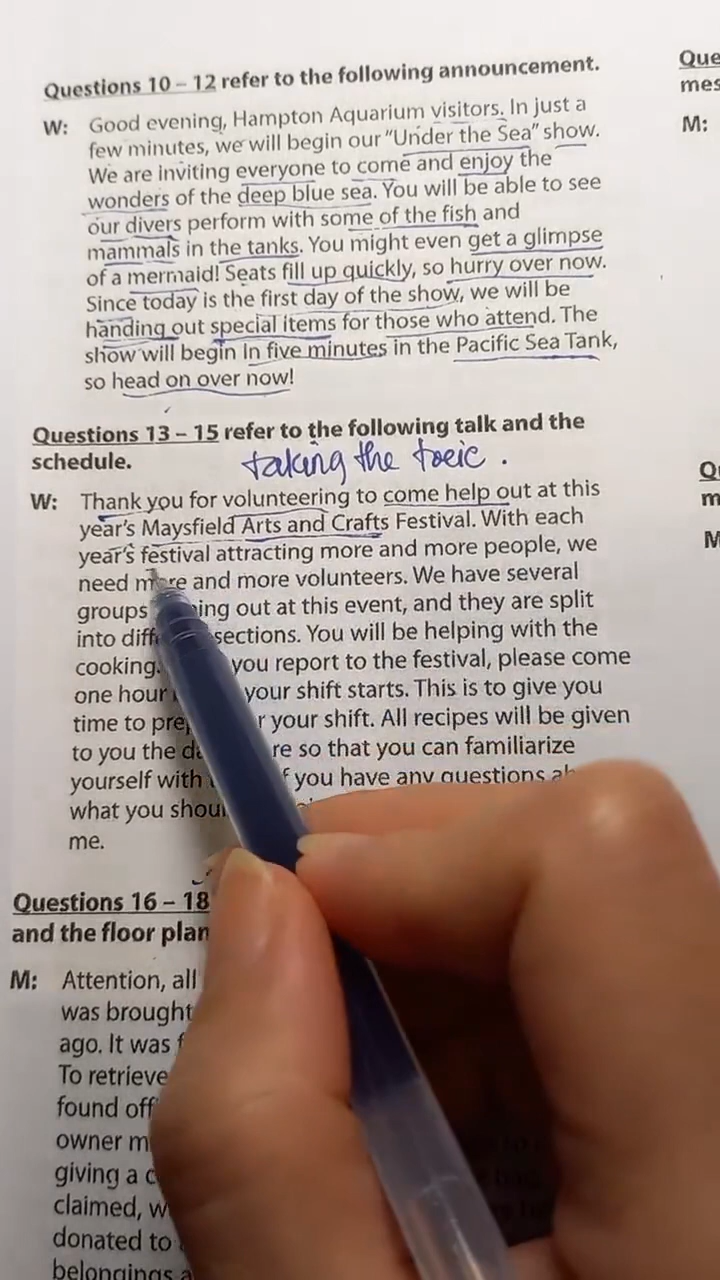 Questions 10 – 12 refer to the following announcement.
W: Good evening, Hampton Aquarium visitors. In just a
few minutes, we will begin our "Under the Sea" show.
We are inviting everyone to come and enjoy the
wonders of the deep blue sea. You will be able to see
our divers perform with some of the fish and
mammals in the tanks. You might even get a glimpse
of a mermaid! Seats fill up quickly, so hurry over now.
Since today is the first day of the show, we will be
handing out special items for those who attend. The
show will begin in five minutes in the Pacific Sea Tank,
so head on over now!
Questions 13 – 15 refer to the following talk and the
schedule.
taking the toeic.
W: Thank you for volunteering to come help out at this
year's Maysfield Arts and Crafts Festival. With each
year's festival attracting more and more people, we
need more and more volunteers. We have several
groups out at this event, and they are split
into sections. You will be helping with the
cooking. you report to the festival, please come
one hour your shift starts. This is to give you
time to your shift. All recipes will be given
to you the so that you can familiarize
yourself with you have any questions
what you
me.
Questions 16 – 18
and the floor plan
M: Attention, all
was brought
ago. It was
To retrieve
found
owner
giving a
claimed,
donated to
belongings
Que
mes
M:
Q
m
M